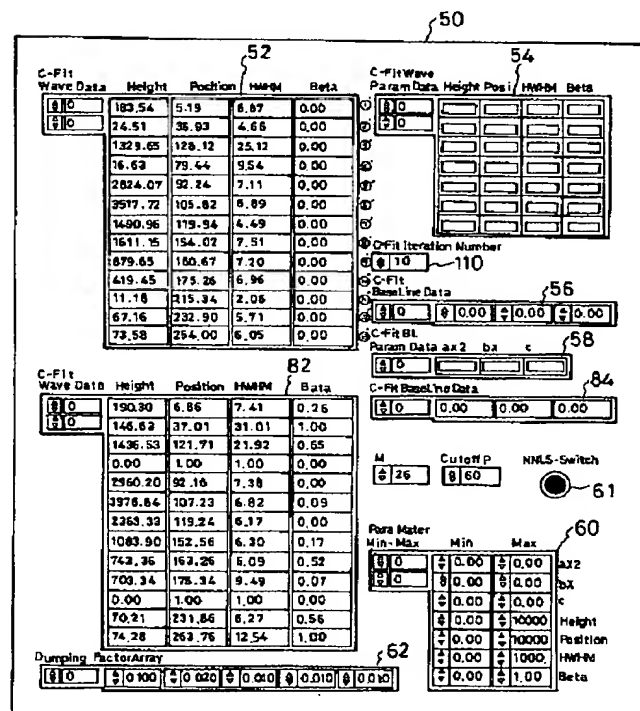 50
52
C-Fit
Wave Data Height Position HWHM Beta
0 183.54 5.19 6.87 0.00
0 24.51 36.93 4.66 0.00
1329.65 128.12 25.12 0.00
16.63 79.44 9.54 0.00
2824.07 92.24 7.11 0.00
3517.72 105.82 6.89 0.00
1490.96 119.94 4.49 0.00
1611.15 154.02 7.51 0.00
679.65 160.67 7.20 0.00
419.45 175.26 6.96 0.00
11.16 215.34 2.06 0.00
67.16 232.90 5.71 0.00
73.58 254.00 6.05 0.00
54
C-Fit Wave
Param Data Height Posi HWHM Beta
0
0
C-Fit Iteration Number
10
110
C-Fit
BaseLine Data
56
0 0.00 0.00 0.00
C-Fit BL
Param Data ax2 bx c
58
0
C-Fit BaseLine Data
84
0 0.00 0.00 0.00
C-Fit
Wave Data Height Position HWHM Bata
82
0 190.30 6.86 7.41 0.26
0 146.63 37.01 31.01 1.00
1436.53 121.71 21.92 0.65
0.00 1.00 1.00 0.00
2960.20 92.16 7.38 0.00
3976.84 107.23 6.82 0.09
2363.33 119.24 6.17 0.00
1083.90 152.56 6.30 0.17
743.36 163.26 6.09 0.52
703.34 175.34 9.49 0.07
0.00 1.00 1.00 0.00
70.21 231.86 6.27 0.56
74.28 263.76 12.54 1.00
M Cutoff P NNLS-Switch
26 60
61
Para Mater
Min-Max Min Max
60
0 0.00 0.00 ax2
0 0.00 0.00 bx
0.00 0.00 c
0.00 10000 Height
0.00 10000 Position
0.00 1000. HWHM
0.00 1.00 Beta
Dumping FactorArray
62
0 0.100 0.020 0.010 0.010